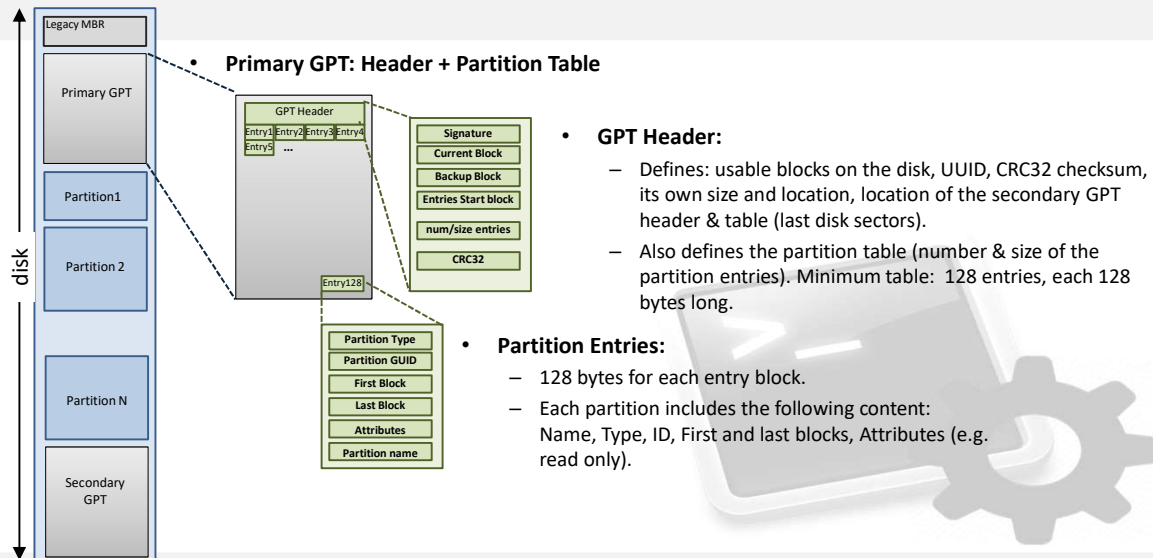 disk
Legacy MBR
Primary GPT
Partition1
Partition 2
Partition N
Secondary
GPT
• Primary GPT: Header + Partition Table
GPT Header
Entry1 Entry2 Entry3 Entry4
Entry5 ...
Entry128
Signature
Current Block
Backup Block
Entries Start block
num/size entries
CRC32
Partition Type
Partition GUID
First Block
Last Block
Attributes
Partition name
• GPT Header:
– Defines: usable blocks on the disk, UUID, CRC32 checksum,
its own size and location, location of the secondary GPT
header & table (last disk sectors).
– Also defines the partition table (number & size of the
partition entries). Minimum table: 128 entries, each 128
bytes long.
• Partition Entries:
– 128 bytes for each entry block.
– Each partition includes the following content:
Name, Type, ID, First and last blocks, Attributes (e.g.
read only).